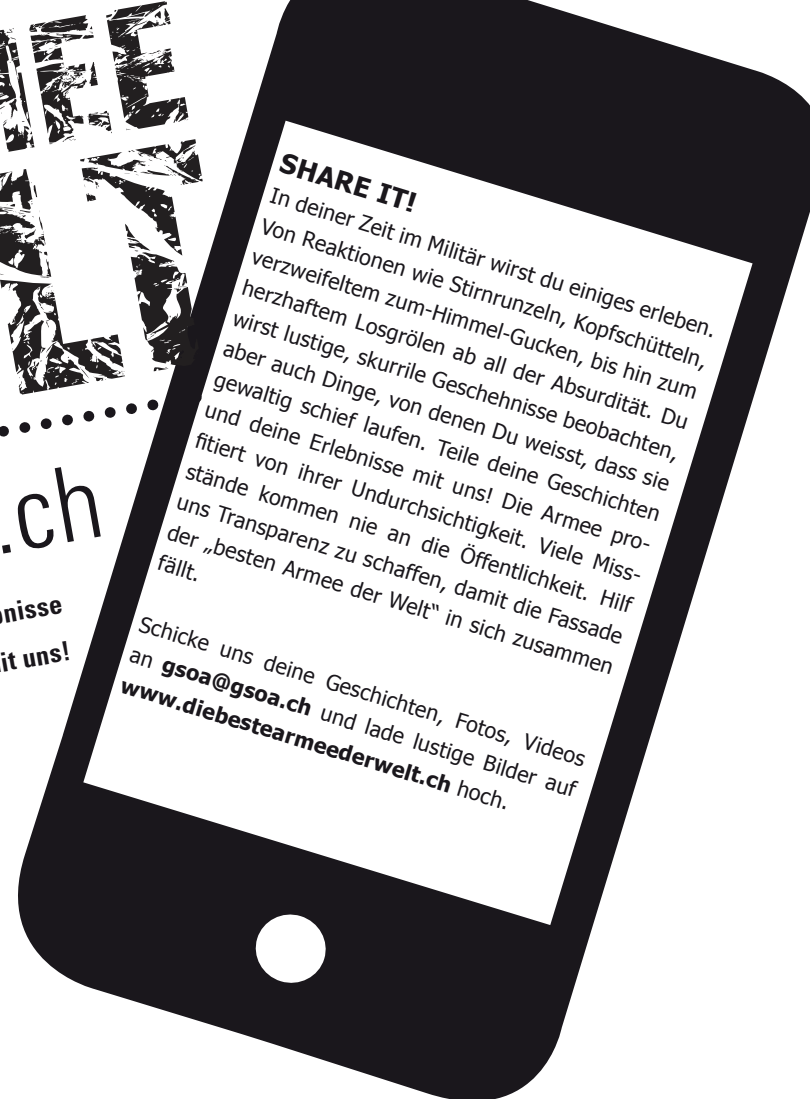 SHARE IT!
In deiner Zeit im Militär wirst du einiges erleben.
Von Reaktionen wie Stirnrunzeln, Kopfschütteln,
verzweifeltem zum-Himmel-Gucken, bis hin zum
herzhaftem Losgrölen ab all der Absurdität. Du
wirst lustige, skurrile Geschehnisse beobachten,
aber auch Dinge, von denen Du weisst, dass sie
gewaltig schief laufen. Teile deine Geschichten
und deine Erlebnisse mit uns! Die Armee pro-
fitiert von ihrer Undurchsichtigkeit. Viele Miss-
stände kommen nie an die Öffentlichkeit. Hilf
uns Transparenz zu schaffen, damit die Fassade
der „besten Armee der Welt“ in sich zusammen
fällt.
Schicke uns deine Geschichten, Fotos, Videos
an gsoa@gsoa.ch und lade lustige Bilder auf
www.diebestearmeederwelt.ch hoch.
.ch
uns!